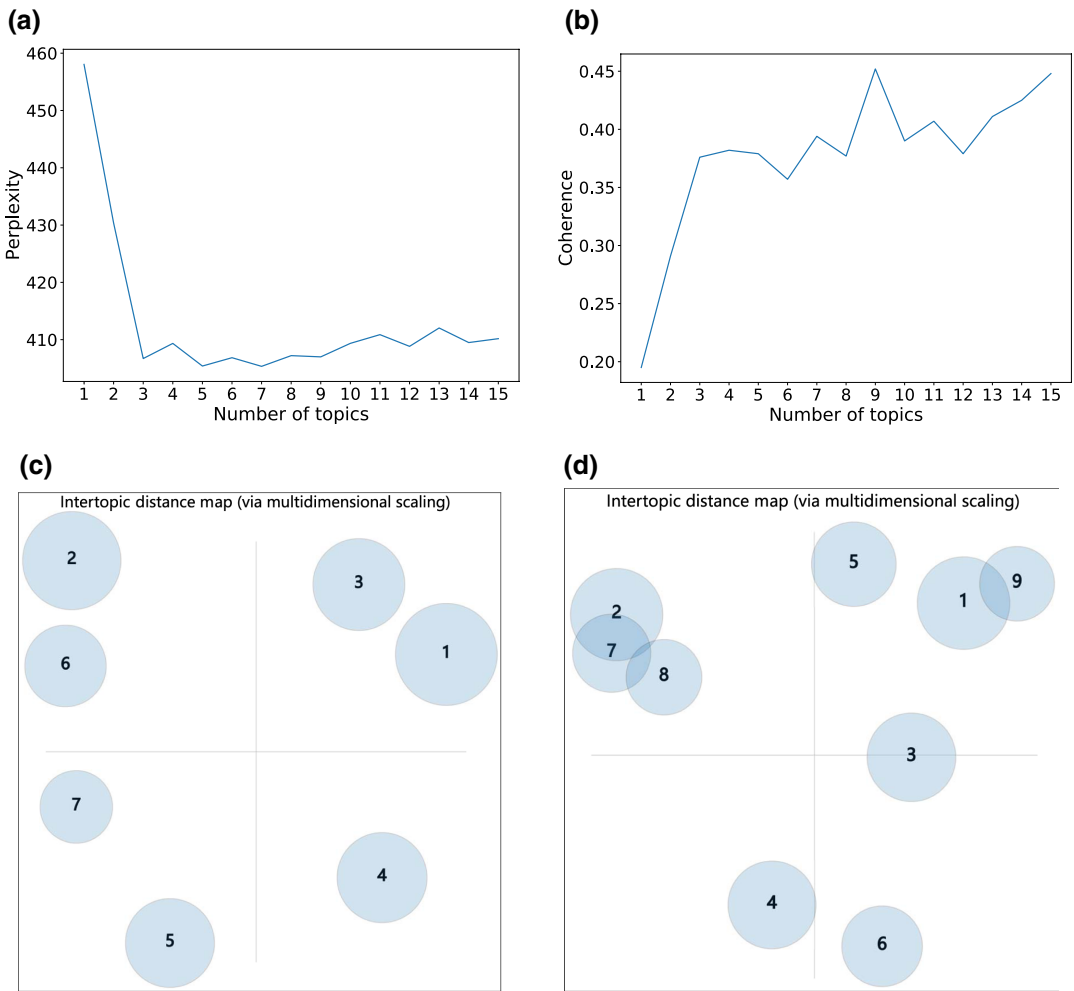 (a)
460
450
440
430
420
410
Perplexity
1 2 3 4 5 6 7 8 9 10 11 12 13 14 15
Number of topics
(b)
0.45
0.40
0.35
0.30
0.25
0.20
Coherence
1 2 3 4 5 6 7 8 9 10 11 12 13 14 15
Number of topics
(c)
Intertopic distance map (via multidimensional scaling)
2
3
1
6
7
4
5
(d)
Intertopic distance map (via multidimensional scaling)
5
9
1
2
7
8
3
4
6